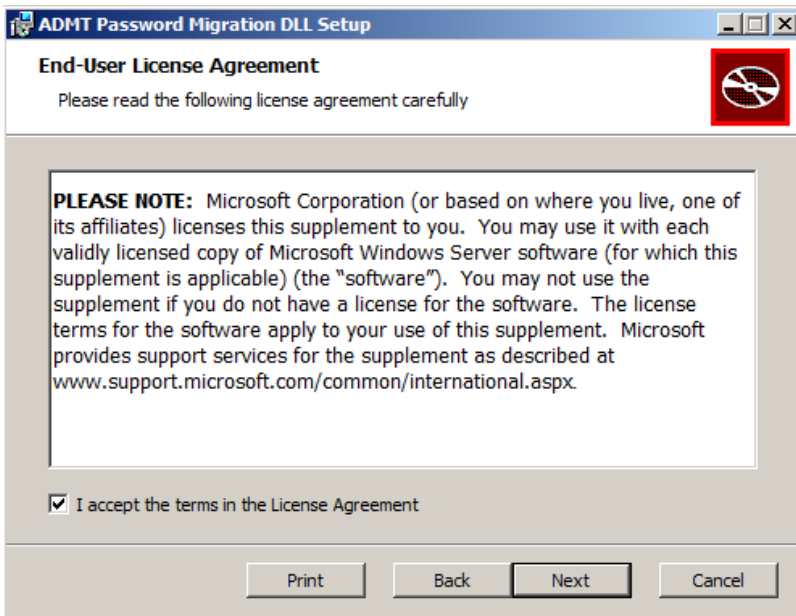 ADMT Password Migration DLL Setup
End-User License Agreement
Please read the following license agreement carefully
PLEASE NOTE: Microsoft Corporation (or based on where you live, one of
its affiliates) licenses this supplement to you. You may use it with each
validly licensed copy of Microsoft Windows Server software (for which this
supplement is applicable) (the “software”). You may not use the
supplement if you do not have a license for the software. The license
terms for the software apply to your use of this supplement. Microsoft
provides support services for the supplement as described at
www.support.microsoft.com/common/international.aspx.
I accept the terms in the License Agreement
Print Back Next Cancel